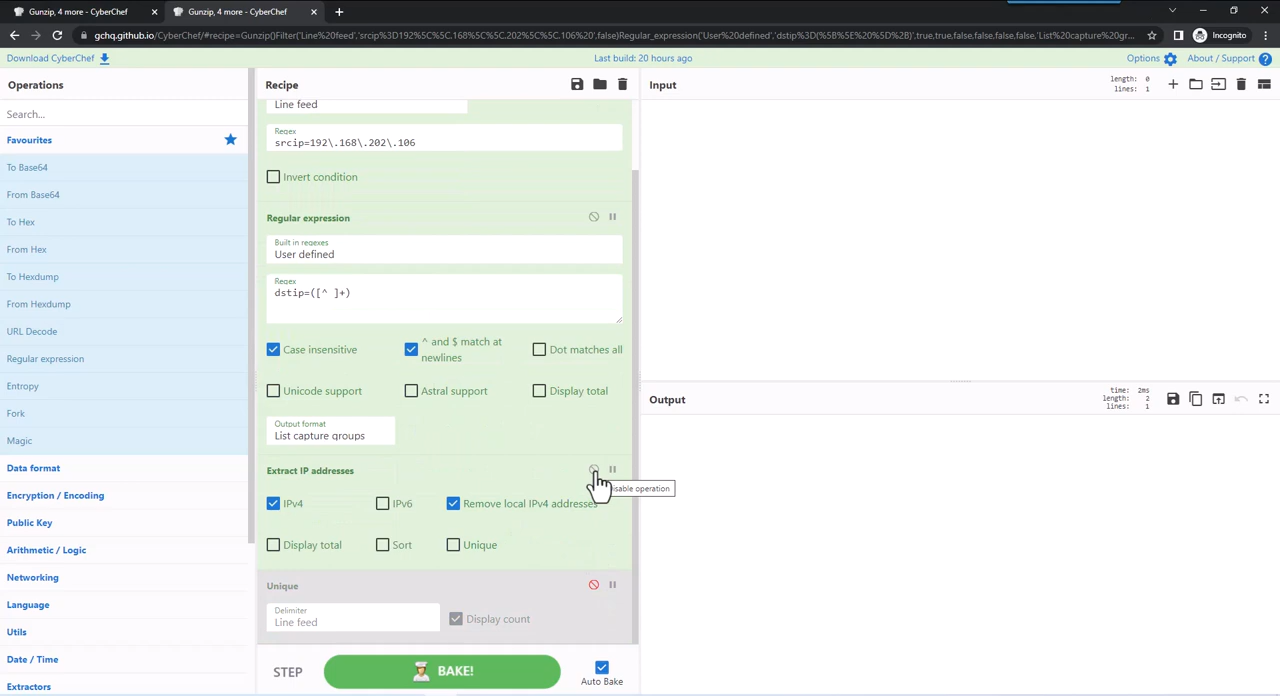 Gunzip, 4 more - CyberChef
Gunzip, 4 more - CyberChef
gchq.github.io/CyberChef/#recipe=Gunzip()Filter('Line%20feed','srcip%3D192%5C%5C.168%5C%5C.202%5C%5C.106%20',false)Regular_expression('User%20defined','dstip%3D(%5B%5E%20%5D%2B)',true,true,false,false,false,'List%20capture%20gr...
Incognito
Download CyberChef
Last build: 20 hours ago
Options
About / Support
Operations
Search...
Favourites
To Base64
From Base64
To Hex
From Hex
To Hexdump
From Hexdump
URL Decode
Regular expression
Entropy
Fork
Magic
Data format
Encryption / Encoding
Public Key
Arithmetic / Logic
Networking
Language
Utils
Date / Time
Extractors
Recipe
Line feed
Regex
srcip=192\.168\.202\.106
Invert condition
Regular expression
Built in regexes
User defined
Regex
dstip=([^ ]+)
Case insensitive
^ and $ match at
newlines
Dot matches all
Unicode support
Astral support
Display total
Output format
List capture groups
Extract IP addresses
isable operation
IPv4
IPv6
Remove local IPv4 addresses
Display total
Sort
Unique
Unique
Delimiter
Line feed
Display count
STEP
BAKE!
Auto Bake
Input
length: 0
lines: 1
Output
time: 2ms
length: 2
lines: 1